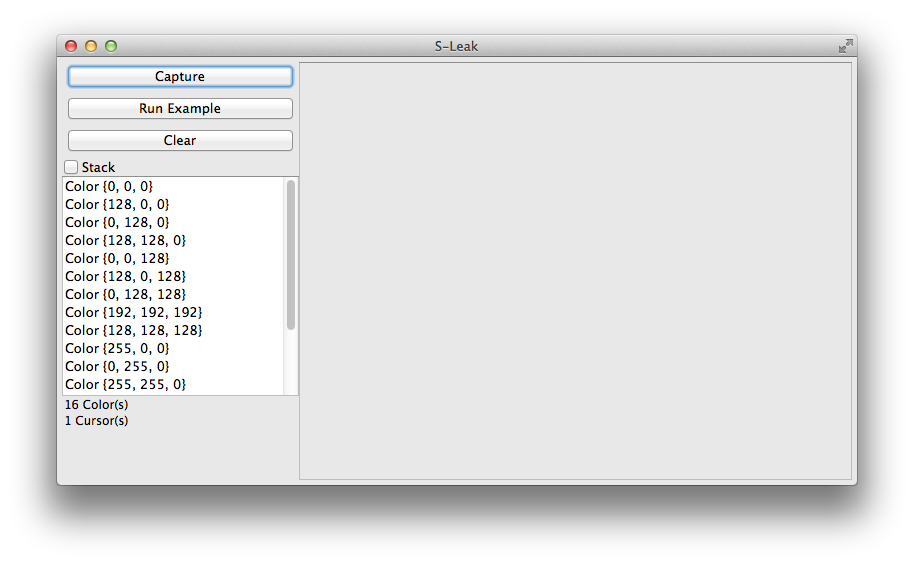 S-Leak
Capture
Run Example
Clear
Stack
Color {0, 0, 0}
Color {128, 0, 0}
Color {0, 128, 0}
Color {128, 128, 0}
Color {0, 0, 128}
Color {128, 0, 128}
Color {0, 128, 128}
Color {192, 192, 192}
Color {128, 128, 128}
Color {255, 0, 0}
Color {0, 255, 0}
Color {255, 255, 0}
16 Color(s)
1 Cursor(s)